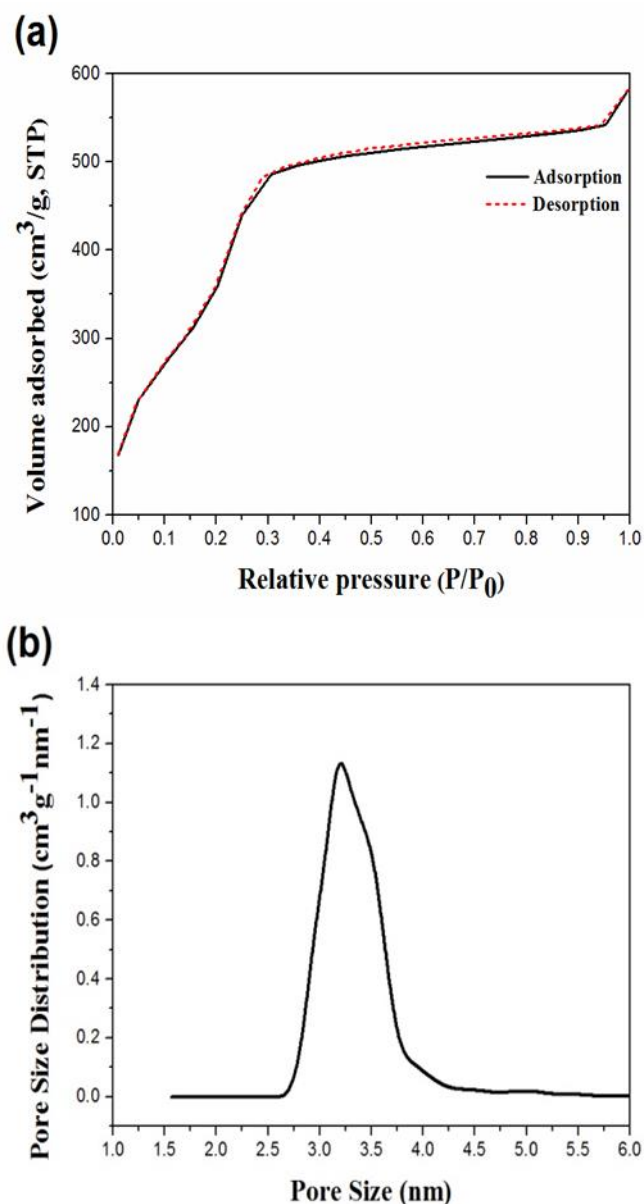 (a)
600
500
400
300
200
100
Volume adsorbed (cm³/g, STP)
Adsorption
Desorption
0.0 0.1 0.2 0.3 0.4 0.5 0.6 0.7 0.8 0.9 1.0
Relative pressure (P/P₀)
(b)
1.4
1.2
1.0
0.8
0.6
0.4
0.2
0.0
Pore Size Distribution (cm³g⁻¹nm⁻¹)
1.0 1.5 2.0 2.5 3.0 3.5 4.0 4.5 5.0 5.5 6.0
Pore Size (nm)